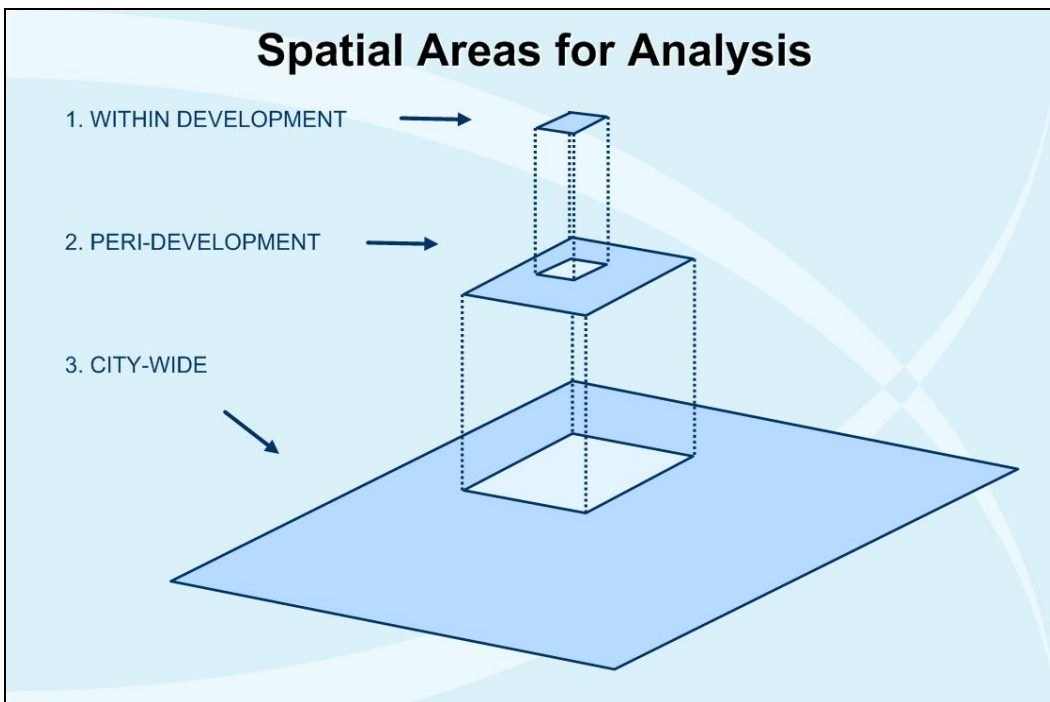 Spatial Areas for Analysis
1. WITHIN DEVELOPMENT
2. PERI-DEVELOPMENT
3. CITY-WIDE